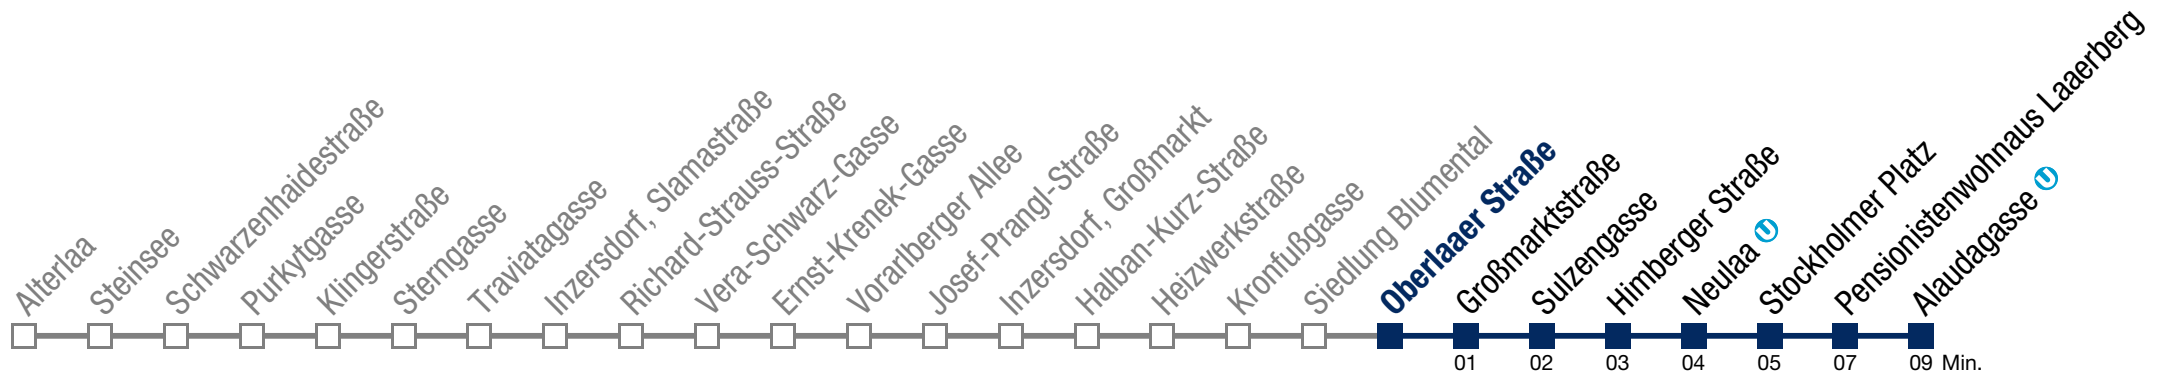 Alterlaa
Steinsee
Schwarzenhaidestraße
Purkytgasse
Klingerstraße
Sterngasse
Traviatagasse
Inzersdorf, Slamastraße
Richard-Strauss-Straße
Vera-Schwarz-Gasse
Ernst-Krenek-Gasse
Vorarlberger Allee
Josef-Prangl-Straße
Inzersdorf, Großmarkt
Halban-Kurz-Straße
Heizwerkstraße
Kronfußgasse
Siedlung Blumental
Oberlaaer Straße
Großmarktstraße
Sulzengasse
Himberger Straße
Neulaa U
Stockholmer Platz
Pensionistenwohnaus Laaerberg
Alaudagasse U
01 02 03 04 05 07 09 Min.